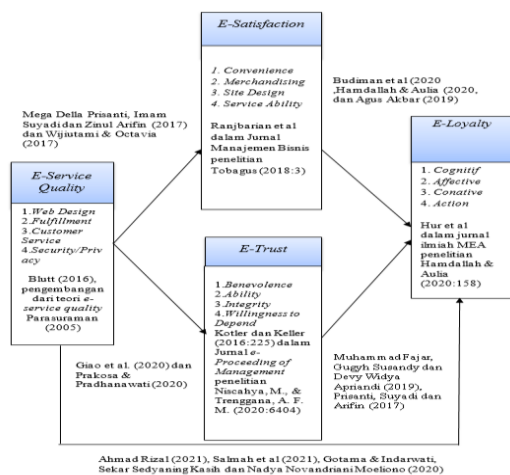 E-Satisfaction
1. Convenience
2. Merchandising
3. Site Design
4. Service Ability
Ranjbarian et al
dalam Jurnal
Manajemen Bisnis
penelitian
Tobagus (2018:3)
Budiman et al (2020
,Hamdallah & Aulia (2020,
dan Agus Akbar (2019)
Mega Della Prisanti, Imam
Suyadi dan Zinul Arifin (2017)
dan Wijiutami & Octavia
(2017)
E-Service
Quality
1.Web Design
2.Fulfillment
3.Customer
Service
4.Security/Priv
acy
Blutt (2016),
pengembangan
dari teori e-
service quality
Parasuraman
(2005)
E-Loyalty
1. Cognitif
2. Affective
3. Conative
4. Action
Hur et al
dalam jurnal
ilmiah MEA
penelitian
Hamdallah &
Aulia
(2020:158)
E-Trust
1.Benevolence
2.Ability
3.Integrity
4.Willingness to
Depend
Kotler dan Keller
(2016:225) dalam
Jurnal e-
Proceeding of
Management
penelitian
Niscahya, M., &
Trenggana, A. F.
M. (2020:6404)
Giao et al. (2020) dan
Prakosa &
Pradhanawati (2020)
Muhammad Fajar,
Gugyh Susandy dan
Devy Widya
Apriandi (2019),
Prisanti, Suyadi dan
Arifin (2017)
Ahmad Rizal (2021), Salmah et al (2021), Gotama & Indarwati,
Sekar Sedyaning Kasih dan Nadya Novandriani Moeliono (2020)